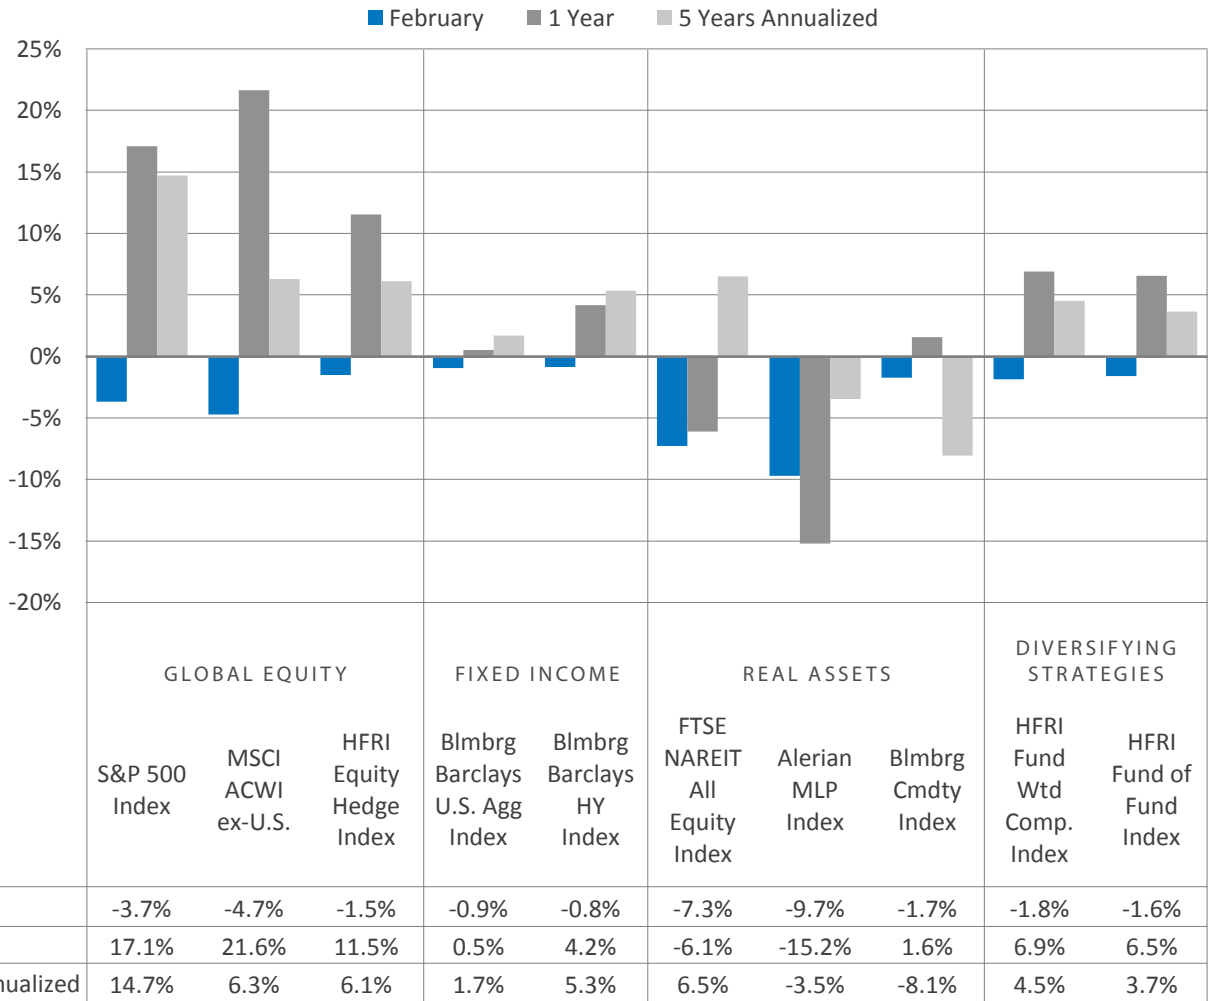 February 1 Year 5 Years Annualized
25%
20%
15%
10%
5%
0%
-5%
-10%
-15%
-20%
GLOBAL EQUITY FIXED INCOME REAL ASSETS DIVERSIFYING STRATEGIES
S&P 500
Index
MSCI
ACWI
ex-U.S.
HFRI
Equity
Hedge
Index
Blmbrg
Barclays
U.S. Agg
Index
Blmbrg
Barclays
HY
Index
FTSE
NAREIT
All
Equity
Index
Alerian
MLP
Index
Blmbrg
Cmdty
Index
HFRI
Fund
Wtd
Comp.
Index
HFRI
Fund of
Fund
Index
-3.7% -4.7% -1.5% -0.9% -0.8% -7.3% -9.7% -1.7% -1.8% -1.6%
17.1% 21.6% 11.5% 0.5% 4.2% -6.1% -15.2% 1.6% 6.9% 6.5%
nualized 14.7% 6.3% 6.1% 1.7% 5.3% 6.5% -3.5% -8.1% 4.5% 3.7%